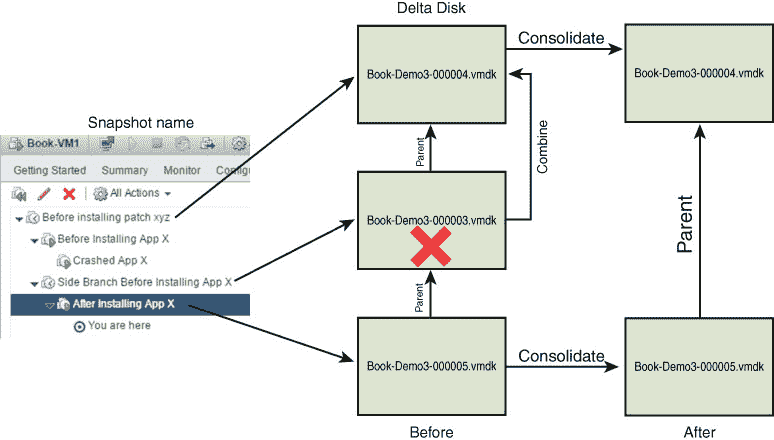 Delta Disk
Consolidate
Book-Demo3-000004.vmdk
Book-Demo3-000004.vmdk
Snapshot name
Book-VM1
Getting Started Summary Monitor
All Actions
Before installing patch xyz
Before Installing App X
Crashed App X
Side Branch Before Installing App X
After Installing App X
You are here
Parent
Combine
Book-Demo3-000003.vmdk
Parent
Parent
Book-Demo3-000005.vmdk
Consolidate
Book-Demo3-000005.vmdk
Before
After